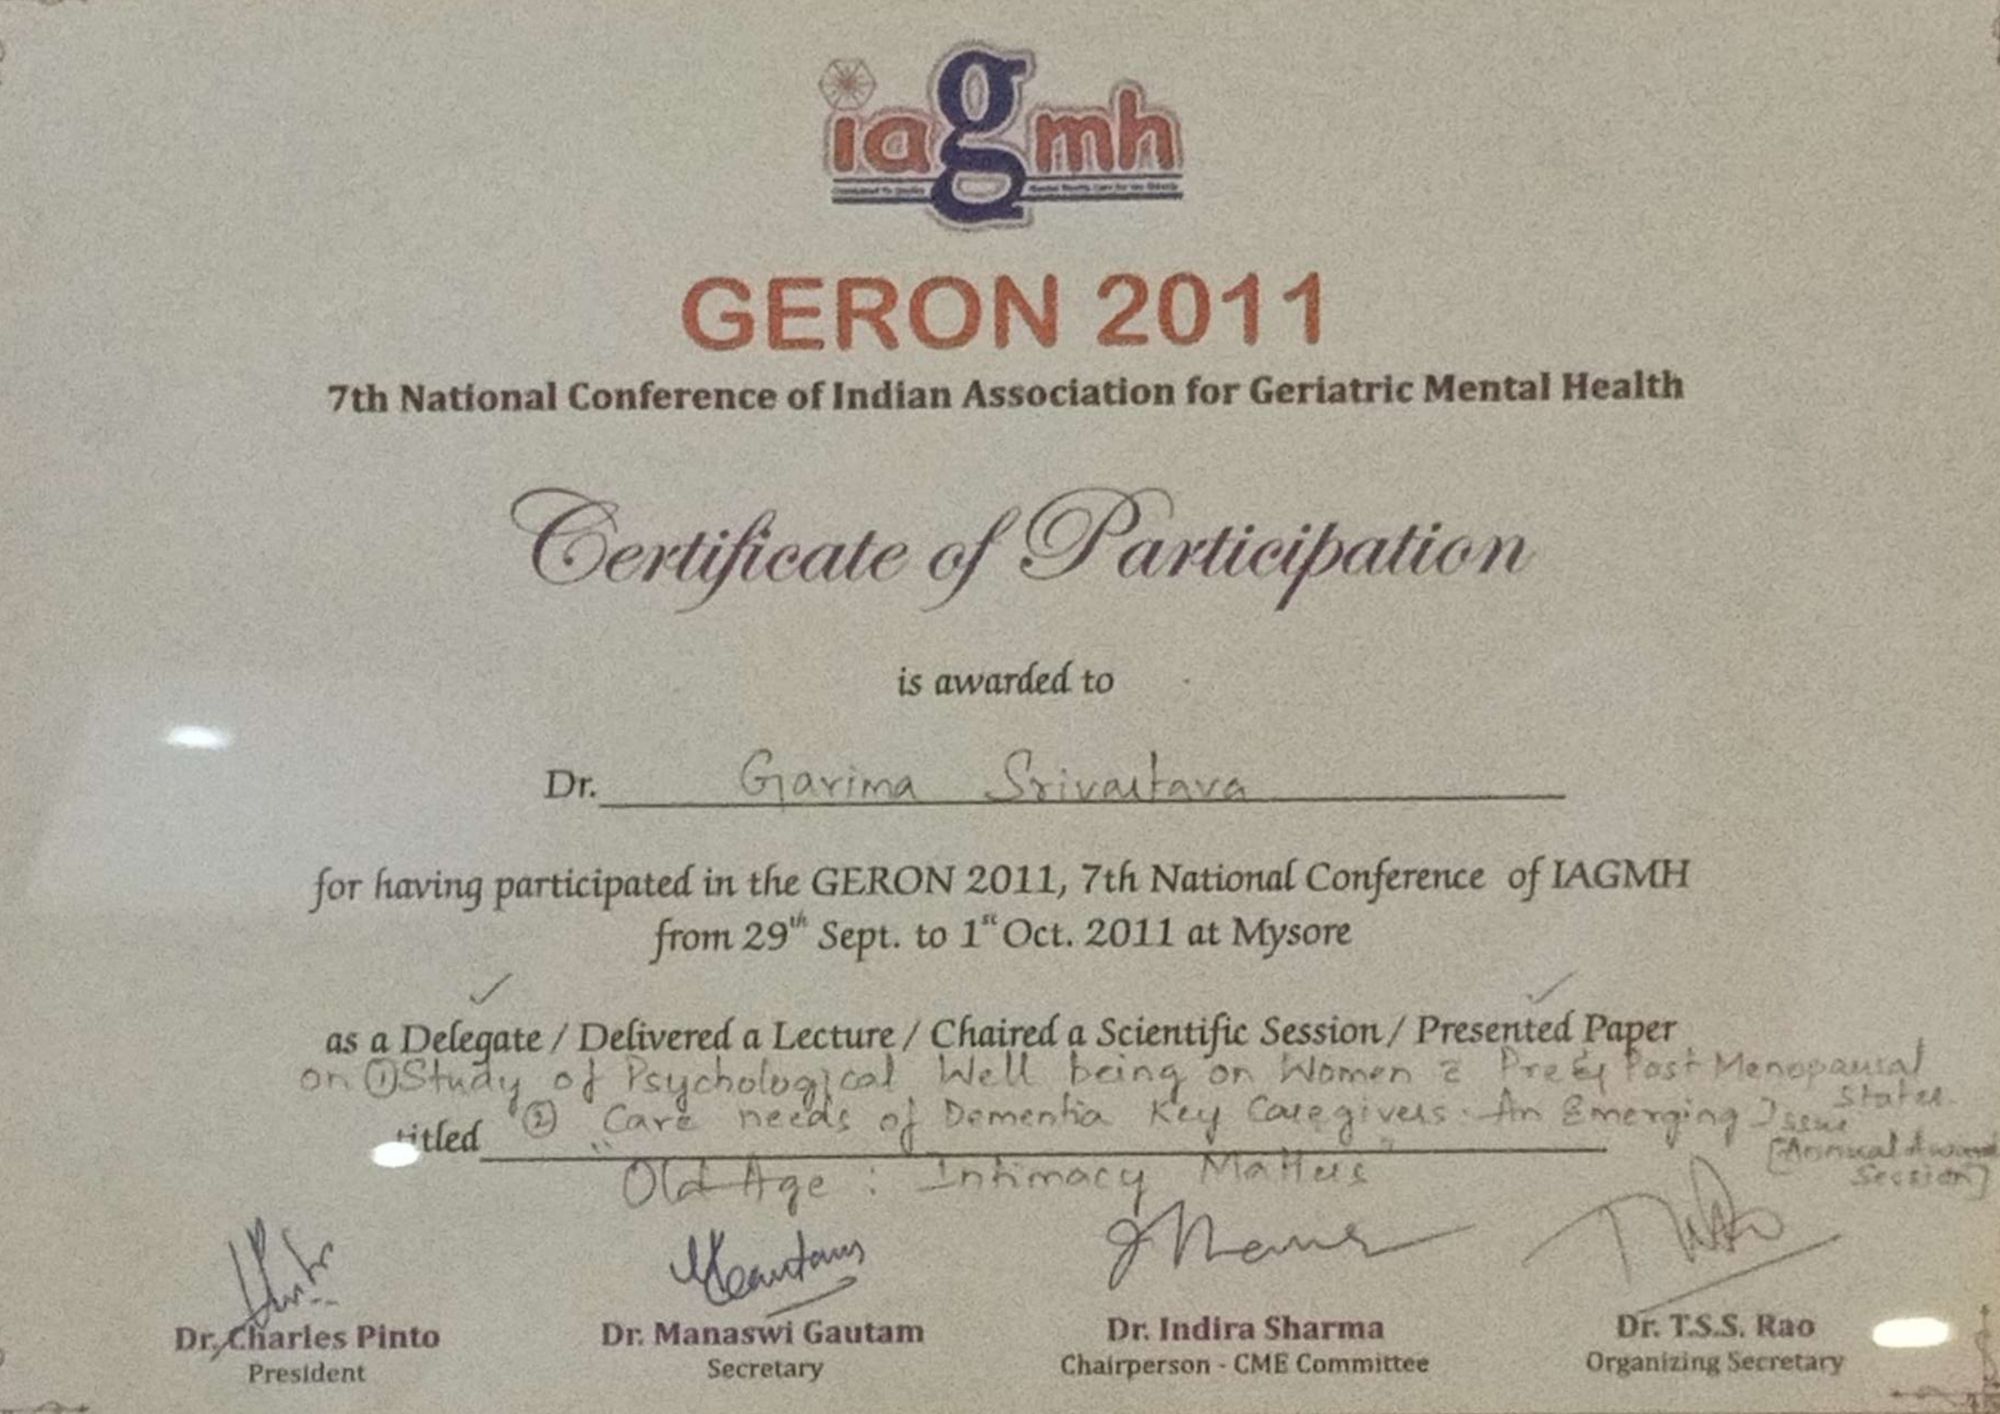 iagmh
GERON 2011
7th National Conference of Indian Association for Geriatric Mental Health
Certificate of Participation
is awarded to
Dr. Garima Srivastava
for having participated in the GERON 2011, 7th National Conference of IAGMH
from 29th Sept. to 1st Oct. 2011 at Mysore
as a Delegate / Delivered a Lecture / Chaired a Scientific Session / Presented Paper
on ① Study of Psychological Well being on Women c̄ Pre & Post Menopausal States.
② Care needs of Dementia Key Caregivers. An Emerging Issue
[Annual Award Session]
titled
"Old Age : Intimacy Matters"
Dr. Charles Pinto
President
Dr. Manaswi Gautam
Secretary
Dr. Indira Sharma
Chairperson - CME Committee
Dr. T.S.S. Rao
Organizing Secretary